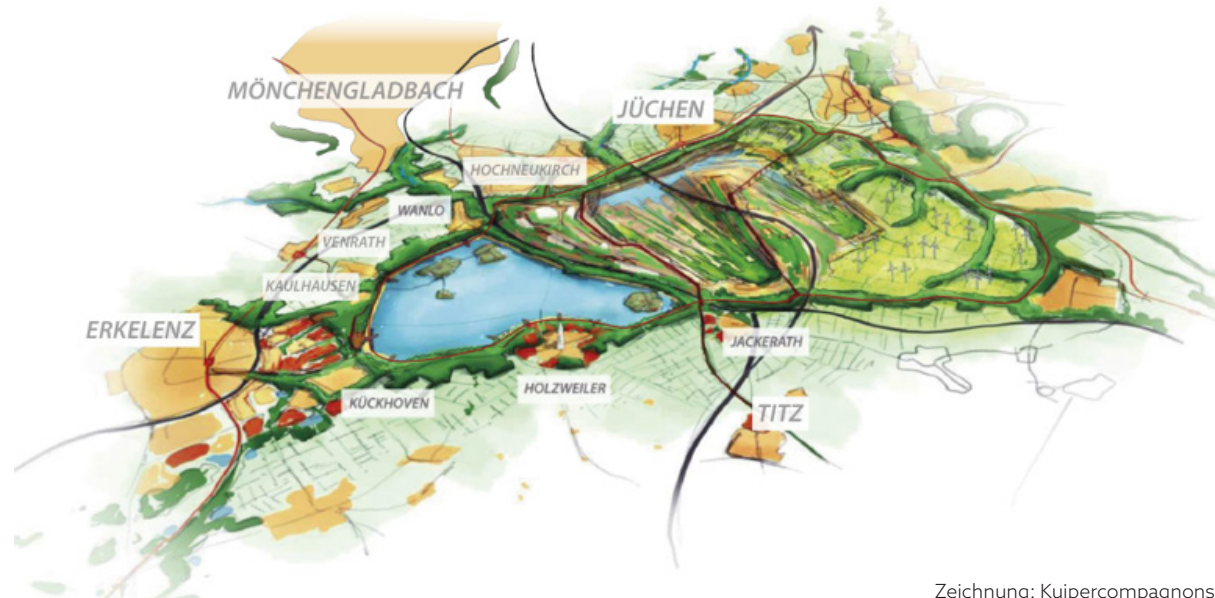 MÖNCHENGLADBACH
JÜCHEN
HOCHNEUKIRCH
WANLO
VENRATH
KAULHAUSEN
ERKELENZ
JACKERATH
HOLZWEILER
KÜCKHOVEN
TITZ
Zeichnung: Kuipercompagnons